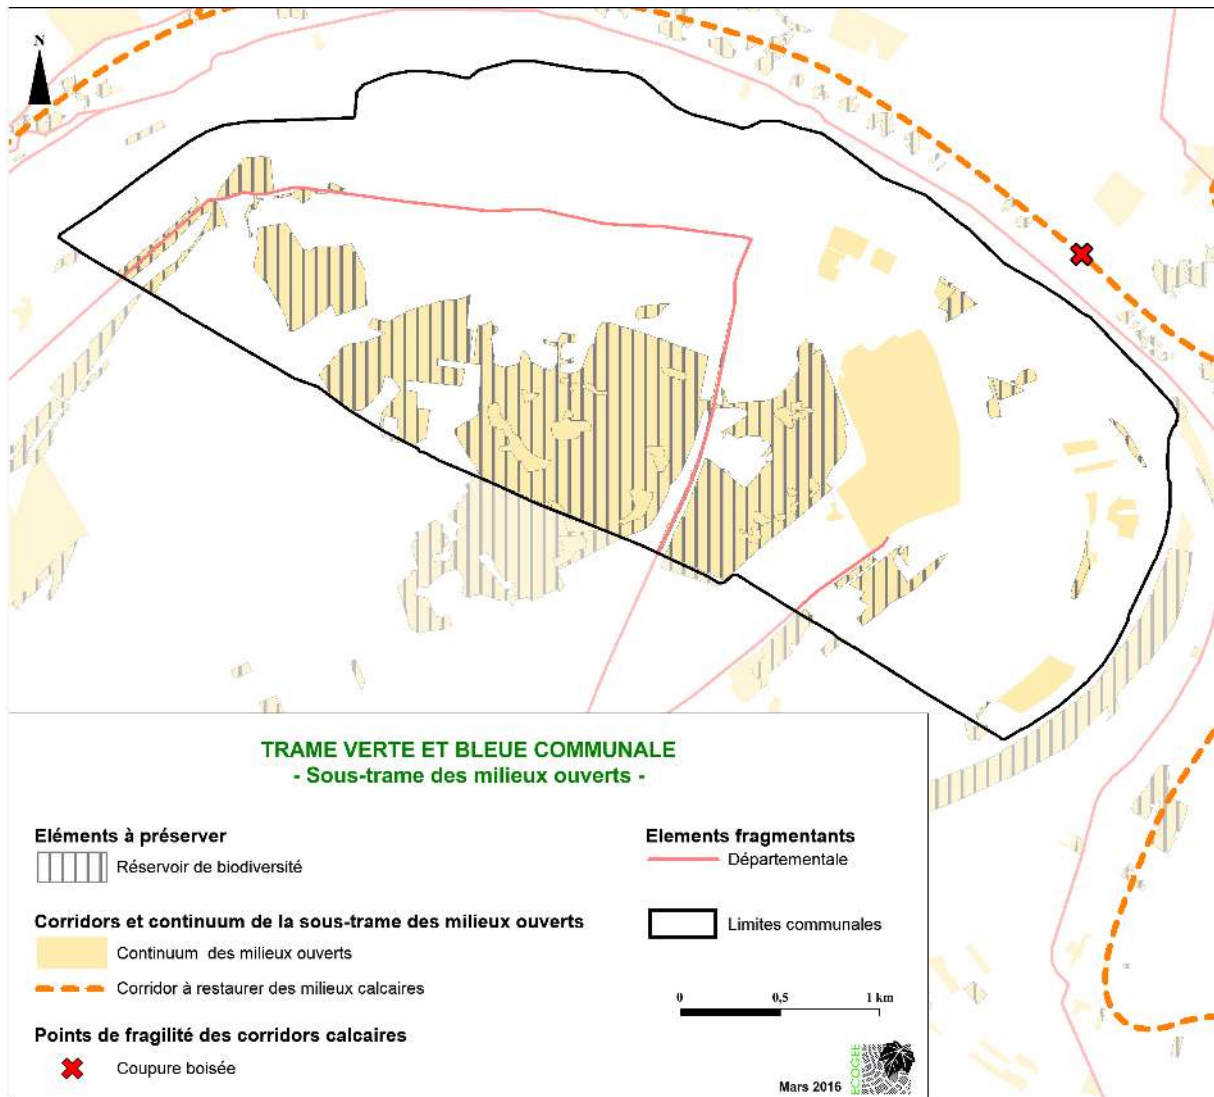 N
TRAME VERTE ET BLEUE COMMUNALE
- Sous-trame des milieux ouverts -
Eléments à préserver
Réservoir de biodiversité
Corridors et continuum de la sous-trame des milieux ouverts
Continuum des milieux ouverts
Corridor à restaurer des milieux calcaires
Points de fragilité des corridors calcaires
Coupure boisée
Elements fragmentants
Départementale
Limites communales
0 0,5 1 km
Mars 2016
ECOGEE